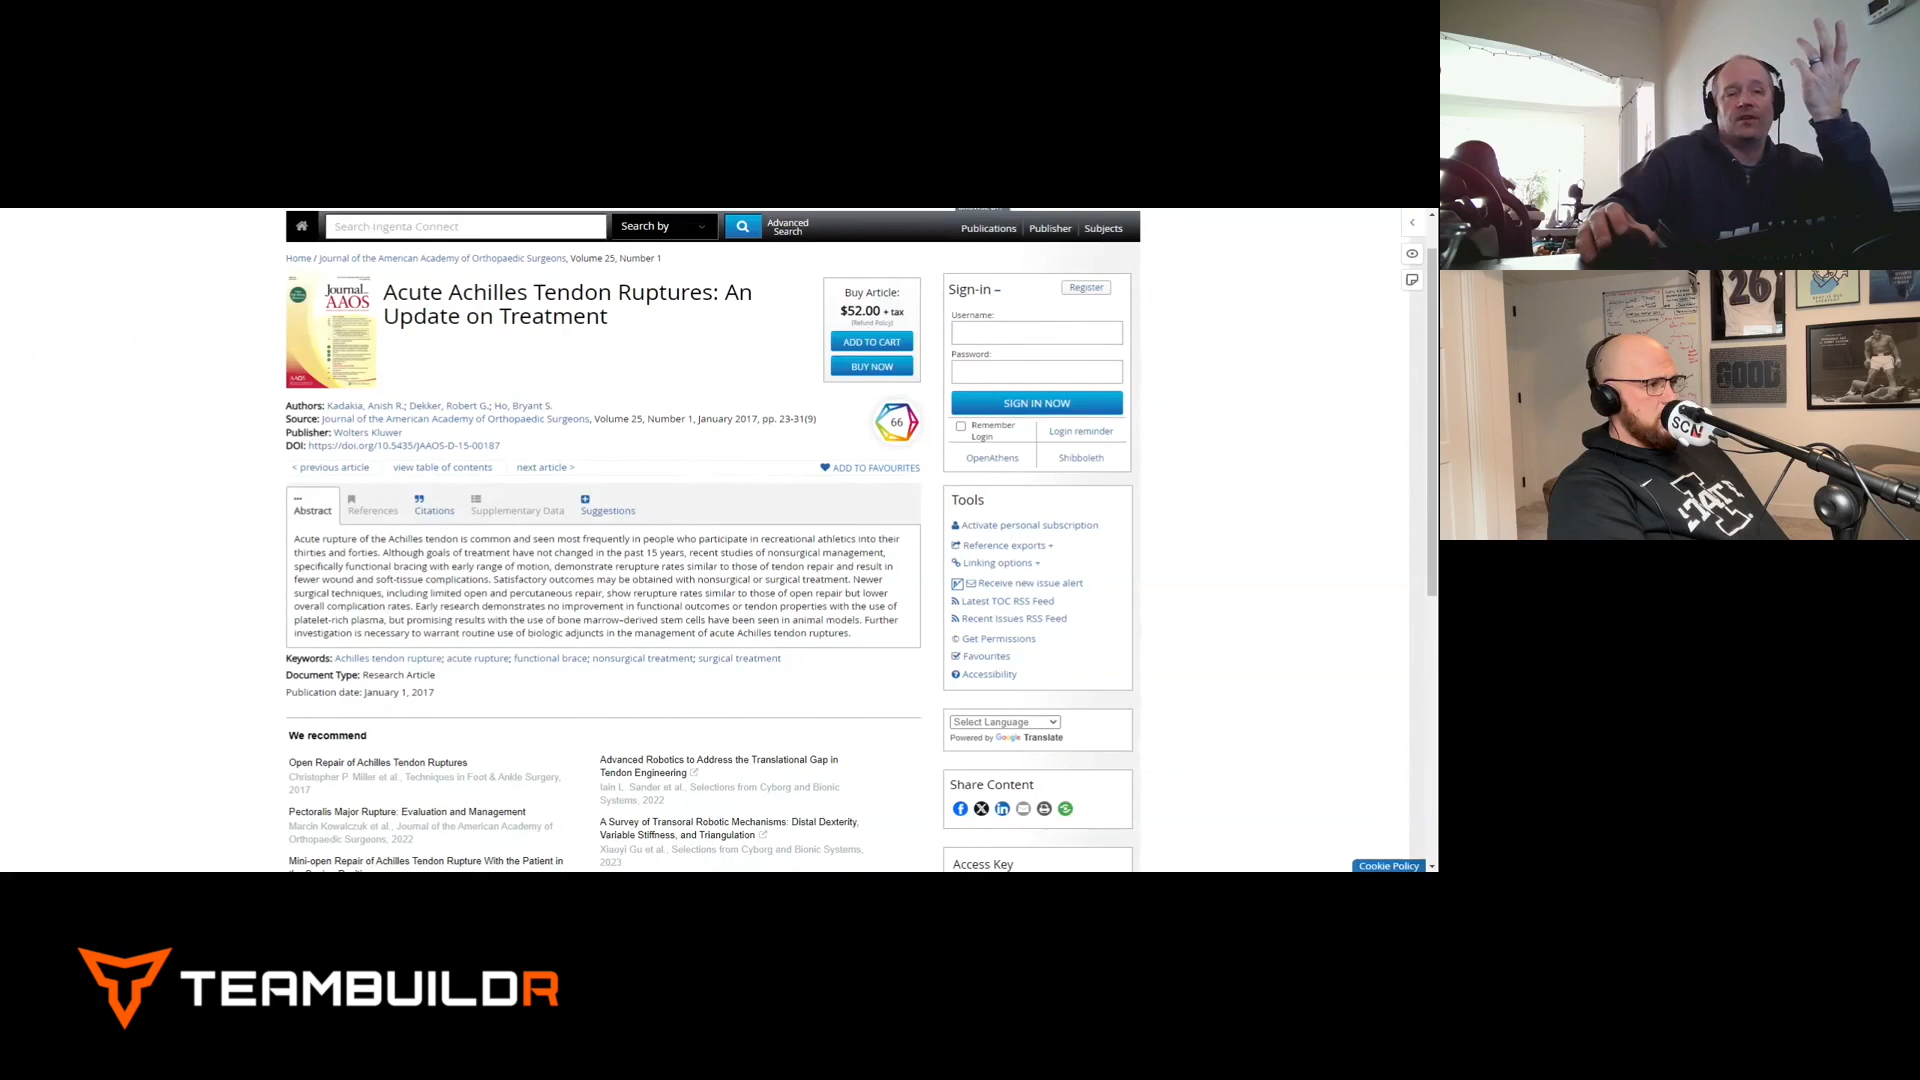 Search Ingenta Connect
Search by
Advanced
Search
Publications
Publisher
Subjects
Home / Journal of the American Academy of Orthopaedic Surgeons, Volume 25, Number 1
Journal
AAOS
Acute Achilles Tendon Ruptures: An
Update on Treatment
Buy Article:
$52.00 + tax
(Refund Policy)
ADD TO CART
BUY NOW
Authors: Kadakia, Anish R.; Dekker, Robert G.; Ho, Bryant S.
Source: Journal of the American Academy of Orthopaedic Surgeons, Volume 25, Number 1, January 2017, pp. 23-31(9)
Publisher: Wolters Kluwer
DOI: https://doi.org/10.5435/JAAOS-D-15-00187
66
< previous article
view table of contents
next article >
ADD TO FAVOURITES
Abstract
References
Citations
Supplementary Data
Suggestions
Acute rupture of the Achilles tendon is common and seen most frequently in people who participate in recreational athletics into their
thirties and forties. Although goals of treatment have not changed in the past 15 years, recent studies of nonsurgical management,
specifically functional bracing with early range of motion, demonstrate rerupture rates similar to those of tendon repair and result in
fewer wound and soft-tissue complications. Satisfactory outcomes may be obtained with nonsurgical or surgical treatment. Newer
surgical techniques, including limited open and percutaneous repair, show rerupture rates similar to those of open repair but lower
overall complication rates. Early research demonstrates no improvement in functional outcomes or tendon properties with the use of
platelet-rich plasma, but promising results with the use of bone marrow–derived stem cells have been seen in animal models. Further
investigation is necessary to warrant routine use of biologic adjuncts in the management of acute Achilles tendon ruptures.
Keywords: Achilles tendon rupture; acute rupture; functional brace; nonsurgical treatment; surgical treatment
Document Type: Research Article
Publication date: January 1, 2017
We recommend
Open Repair of Achilles Tendon Ruptures
Christopher P. Miller et al., Techniques in Foot & Ankle Surgery,
2017
Pectoralis Major Rupture: Evaluation and Management
Marcin Kowalczuk et al., Journal of the American Academy of
Orthopaedic Surgeons, 2022
Mini-open Repair of Achilles Tendon Rupture With the Patient in
Advanced Robotics to Address the Translational Gap in
Tendon Engineering
Iain L. Sander et al., Selections from Cyborg and Bionic
Systems, 2022
A Survey of Transoral Robotic Mechanisms: Distal Dexterity,
Variable Stiffness, and Triangulation
Xiaoyi Gu et al., Selections from Cyborg and Bionic Systems,
2023
Sign-in –
Register
Username:
Password:
SIGN IN NOW
Remember
Login
Login reminder
OpenAthens
Shibboleth
Tools
Activate personal subscription
Reference exports +
Linking options +
Receive new issue alert
Latest TOC RSS Feed
Recent Issues RSS Feed
© Get Permissions
Favourites
Accessibility
Select Language
Powered by Google Translate
Share Content
Access Key
Cookie Policy
26
GOOD
SCN
TEAMBUILDR